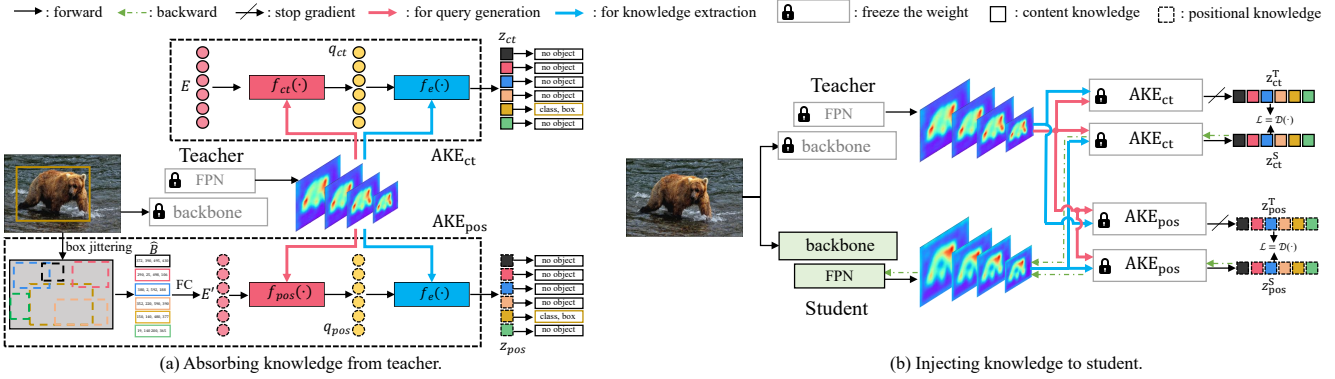 : forward : backward : stop gradient : for query generation : for knowledge extraction : freeze the weight : content knowledge : positional knowledge
E
f_ct(·)
q_ct
f_e(·)
z_ct
no object
no object
no object
no object
class, box
no object
AKE_ct
Teacher
FPN
backbone
AKE_pos
box jittering
B̂
FC
E′
f_pos(·)
q_pos
f_e(·)
no object
no object
no object
no object
class, box
no object
z_pos
(a) Absorbing knowledge from teacher.
Teacher
FPN
backbone
backbone
FPN
Student
AKE_ct
AKE_ct
AKE_pos
AKE_pos
z_ct^T
ℒ = 𝒟(·)
z_ct^S
z_pos^T
ℒ = 𝒟(·)
z_pos^S
(b) Injecting knowledge to student.